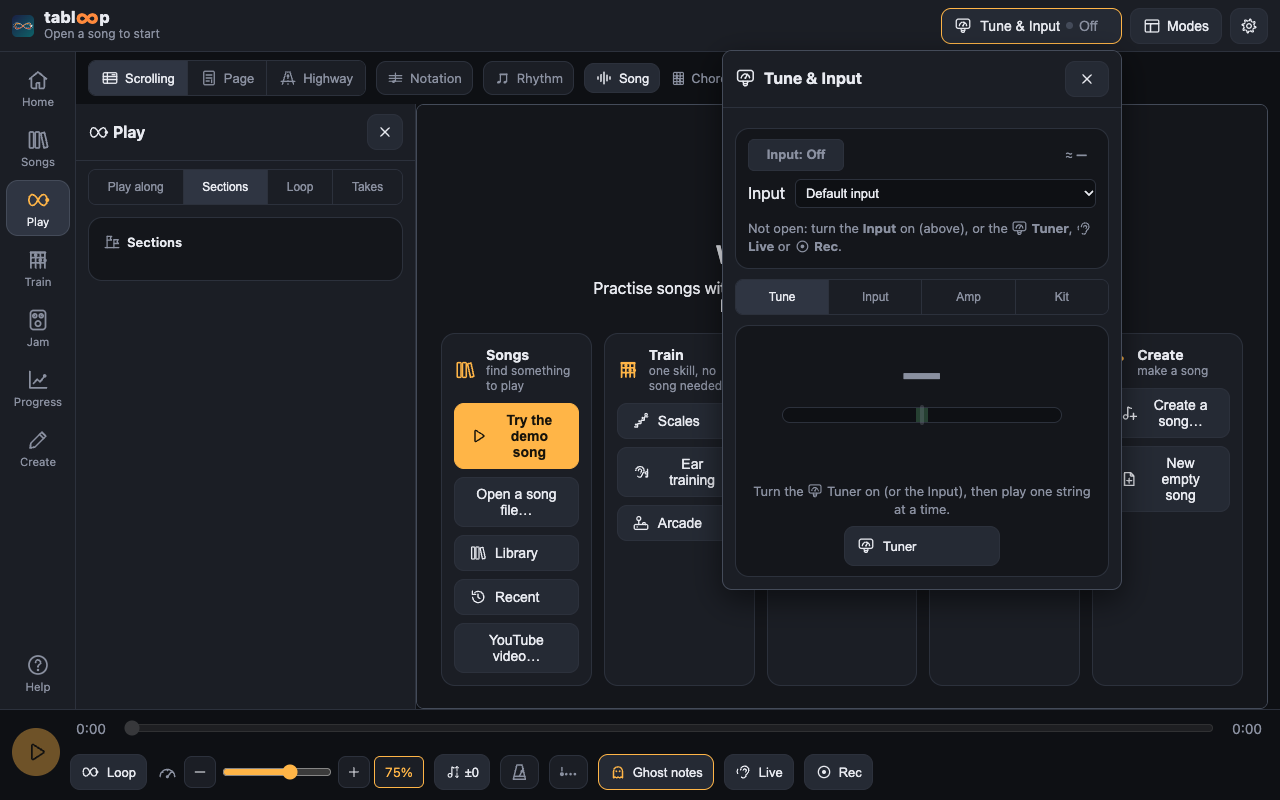 tabloop
Open a song to start
Tune & Input Off
Modes
Home
Songs
Play
Train
Jam
Progress
Create
Help
Scrolling
Page
Highway
Notation
Rhythm
Song
Play
Play along
Sections
Loop
Takes
Sections
Practise songs
Songs
find something
to play
Try the
demo
song
Open a song
file…
Library
Recent
YouTube
video…
Train
one skill, no
song needed
Scales
Ear
training
Arcade
Create
make a song
Create a
song…
New
empty
song
Tune & Input
Input: Off
≈ —
Input
Default input
Not open: turn the Input on (above), or the Tuner,
Live or Rec.
Tune
Input
Amp
Kit
Turn the Tuner on (or the Input), then play one string
at a time.
Tuner
0:00
0:00
Loop
−
+
75%
±0
Ghost notes
Live
Rec